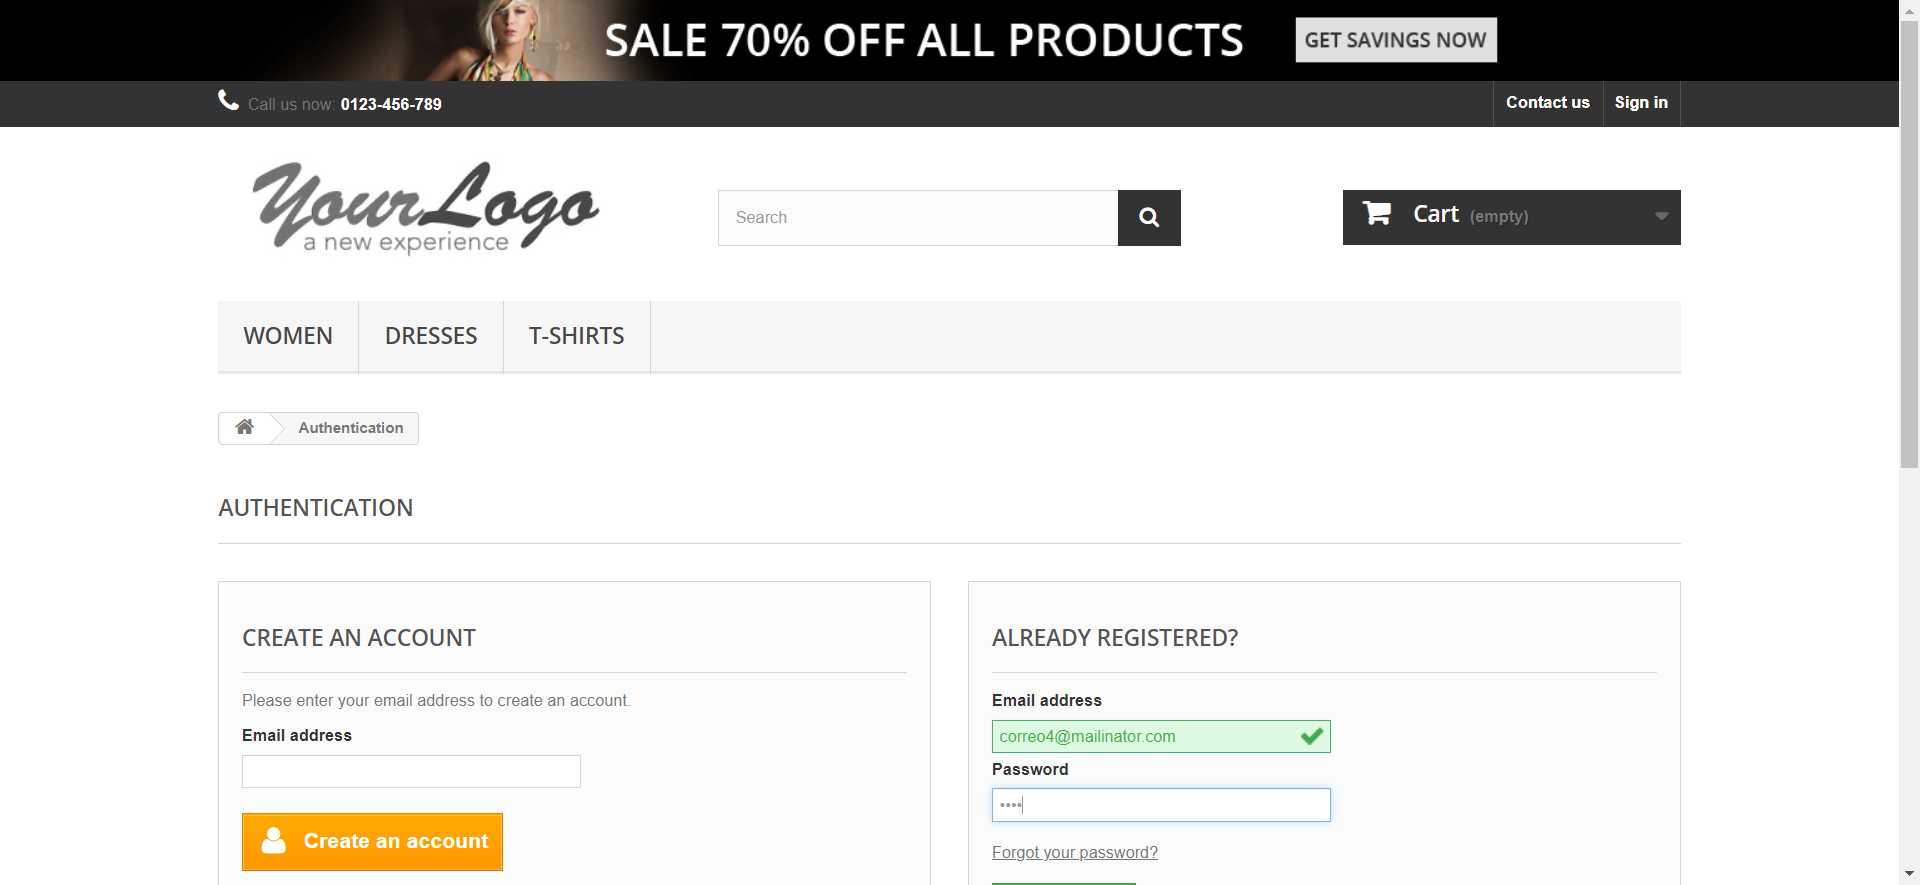 SALE 70% OFF ALL PRODUCTS
GET SAVINGS NOW
Call us now: 0123-456-789
Contact us
Sign in
Your Logo
a new experience
Search
Cart (empty)
WOMEN
DRESSES
T-SHIRTS
Authentication
AUTHENTICATION
CREATE AN ACCOUNT
Please enter your email address to create an account.
Email address
Create an account
ALREADY REGISTERED?
Email address
correo4@mailinator.com
Password
••••
Forgot your password?